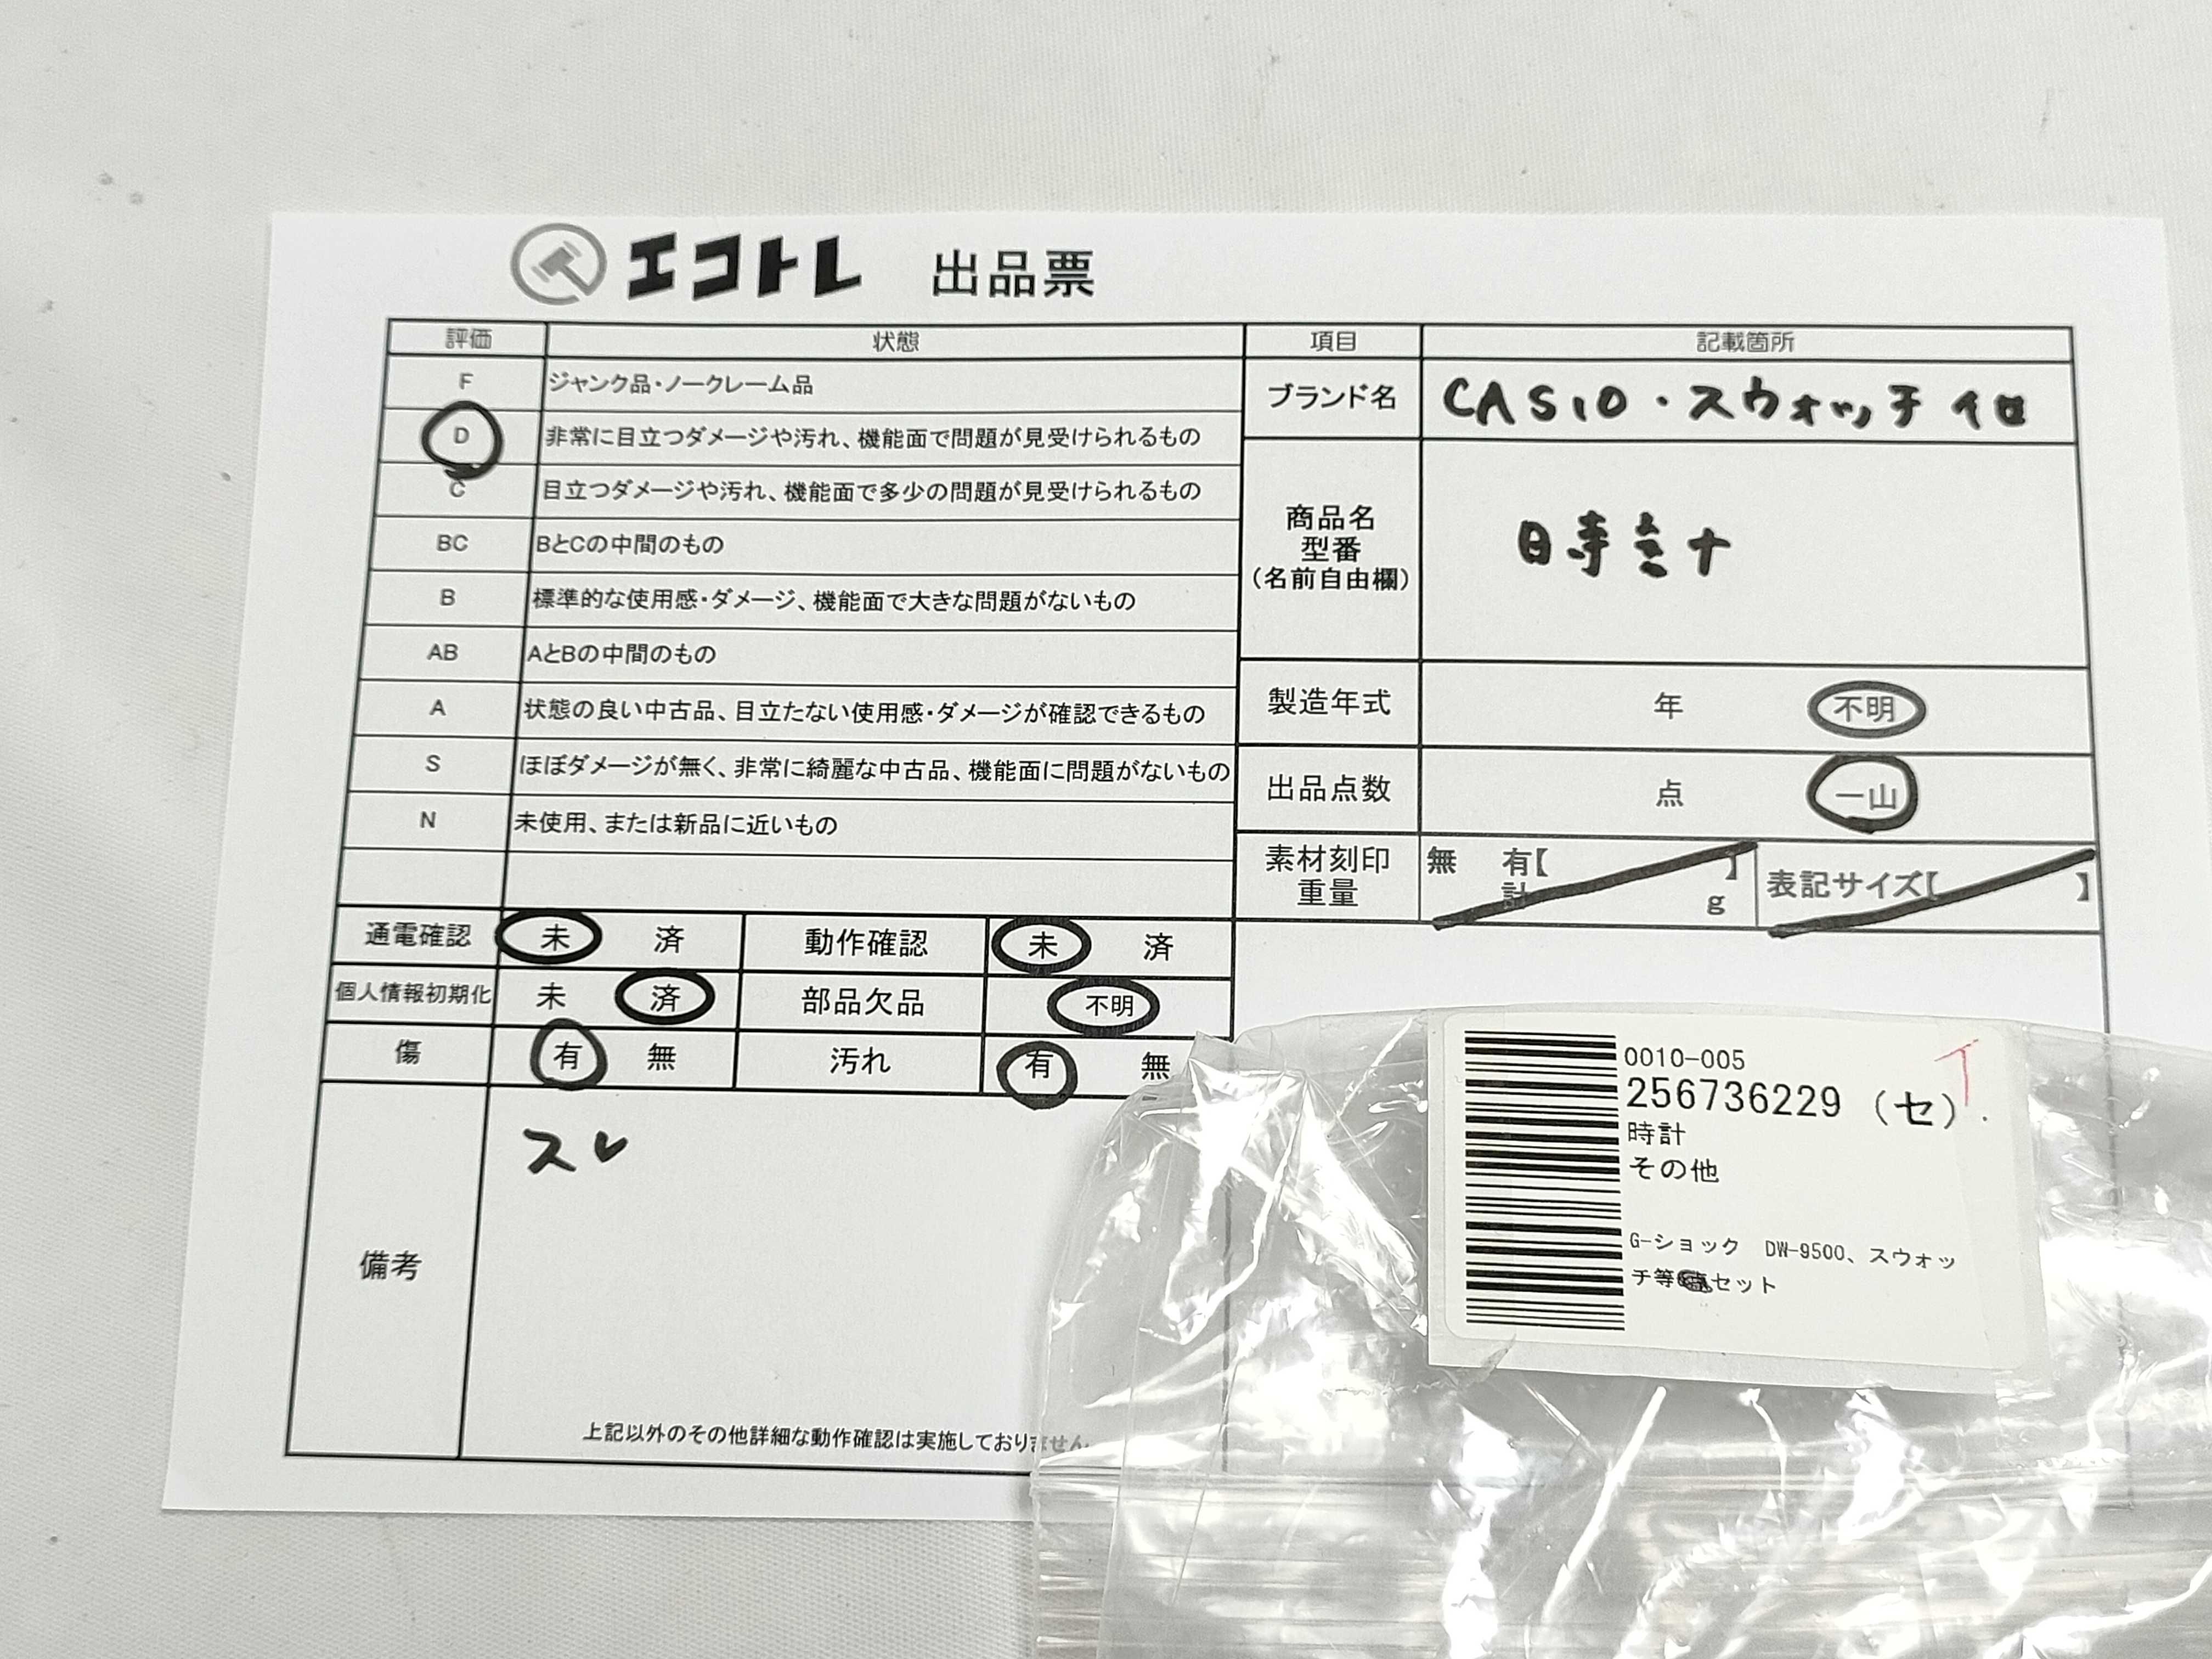 エコトレ 出品票
評価 状態 項目 記載箇所
F ジャンク品・ノークレーム品
D 非常に目立つダメージや汚れ、機能面で問題が見受けられるもの
C 目立つダメージや汚れ、機能面で多少の問題が見受けられるもの
BC BとCの中間のもの
B 標準的な使用感・ダメージ、機能面で大きな問題がないもの
AB AとBの中間のもの
A 状態の良い中古品、目立たない使用感・ダメージが確認できるもの
S ほぼダメージが無く、非常に綺麗な中古品、機能面に問題がないもの
N 未使用、または新品に近いもの
ブランド名 CASIO・スウォッチ 他
商品名
型番
(名前自由欄)
時計
製造年式 年 不明
出品点数 点 一山
素材刻印
重量
無 有【 】
計 g
表記サイズ【 】
通電確認 未 済 動作確認 未 済
個人情報初期化 未 済 部品欠品 不明
傷 有 無 汚れ 有 無
備考
スレ
上記以外のその他詳細な動作確認は実施しておりません
0010-005
256736229 (セ)
時計
その他
G-ショック DW-9500、スウォッ
チ等セット